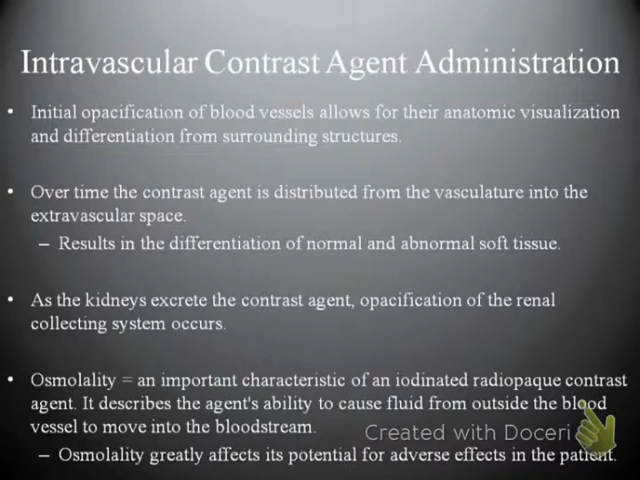 Intravascular Contrast Agent Administration
• Initial opacification of blood vessels allows for their anatomic visualization
and differentiation from surrounding structures.
• Over time the contrast agent is distributed from the vasculature into the
extravascular space.
– Results in the differentiation of normal and abnormal soft tissue.
• As the kidneys excrete the contrast agent, opacification of the renal
collecting system occurs.
• Osmolality = an important characteristic of an iodinated radiopaque contrast
agent. It describes the agent's ability to cause fluid from outside the blood
vessel to move into the bloodstream.
Created with Doceri
– Osmolality greatly affects its potential for adverse effects in the patient.